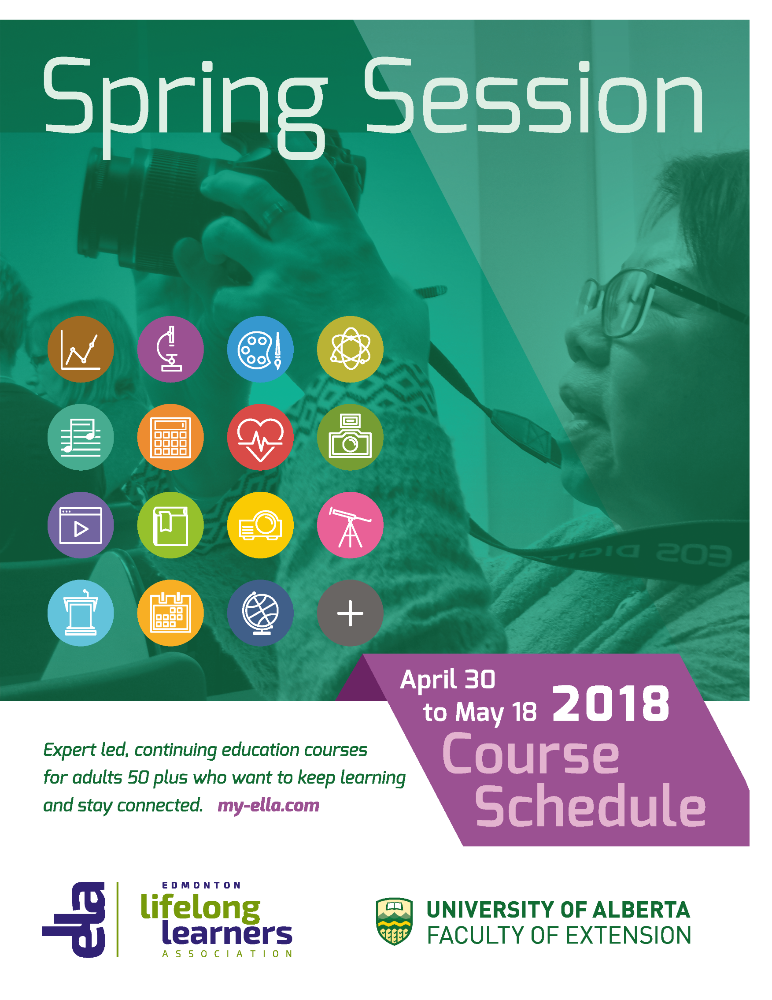 Spring Session
EOS DIGITAL
April 30
to May 18 2018
Course
Schedule
Expert led, continuing education courses
for adults 50 plus who want to keep learning
and stay connected. my-ella.com
ella
EDMONTON
lifelong
learners
ASSOCIATION
UNIVERSITY OF ALBERTA
FACULTY OF EXTENSION